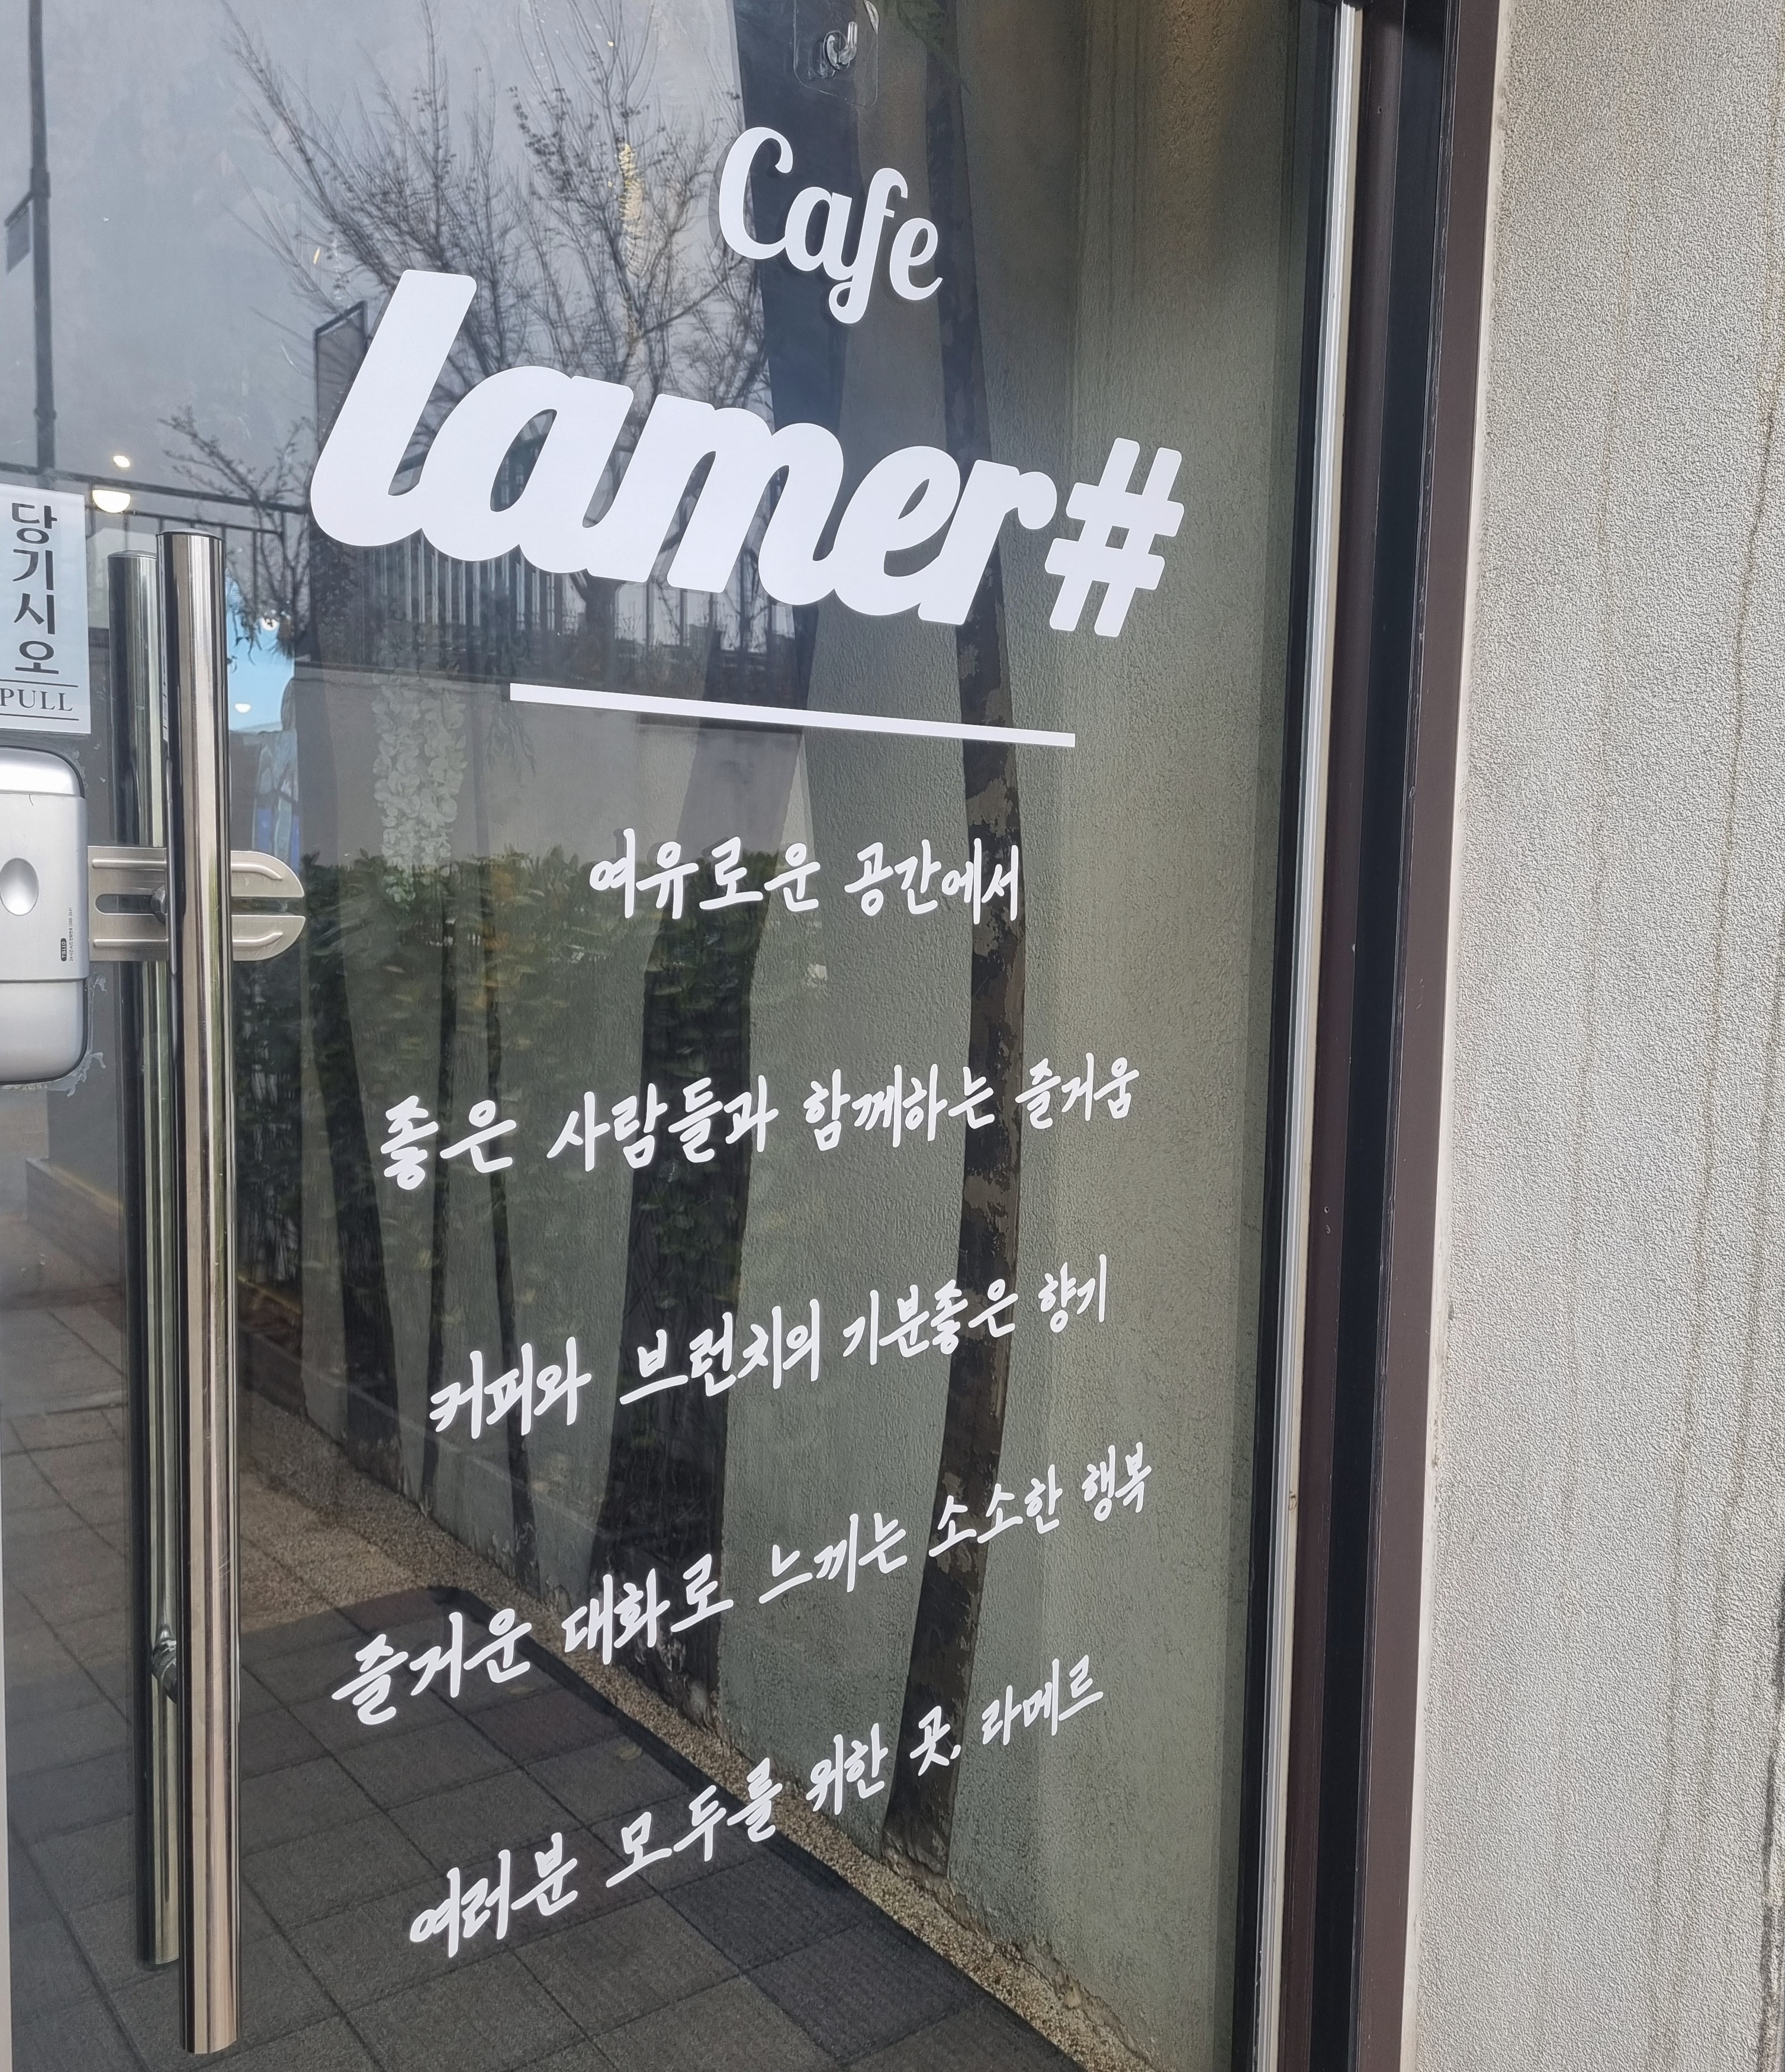 Cafe
lamer#
당기시오
PULL
여유로운 공간에서
좋은 사람들과 함께하는 즐거움
커피와 브런치의 기분좋은 향기
즐거운 대화로 느끼는 소소한 행복
여러분 모두를 위한 곳, 라메르